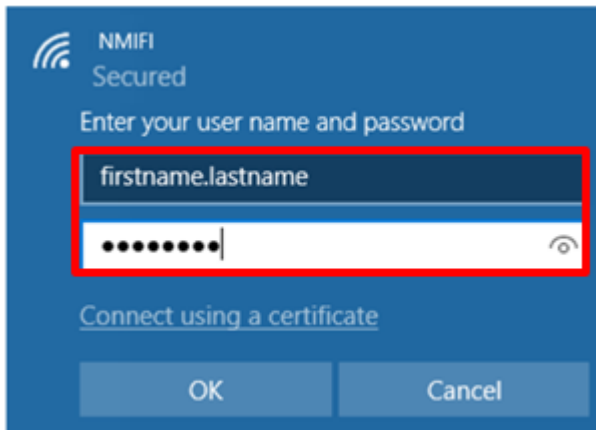 NMIFI
Secured
Enter your user name and password
firstname.lastname
••••••••
Connect using a certificate
OK
Cancel